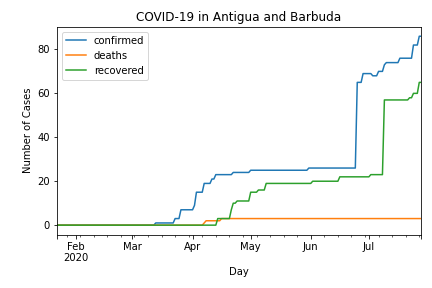 COVID-19 in Antigua and Barbuda
confirmed
deaths
recovered
Number of Cases
80
60
40
20
0
Feb
2020
Mar
Apr
May
Jun
Jul
Day